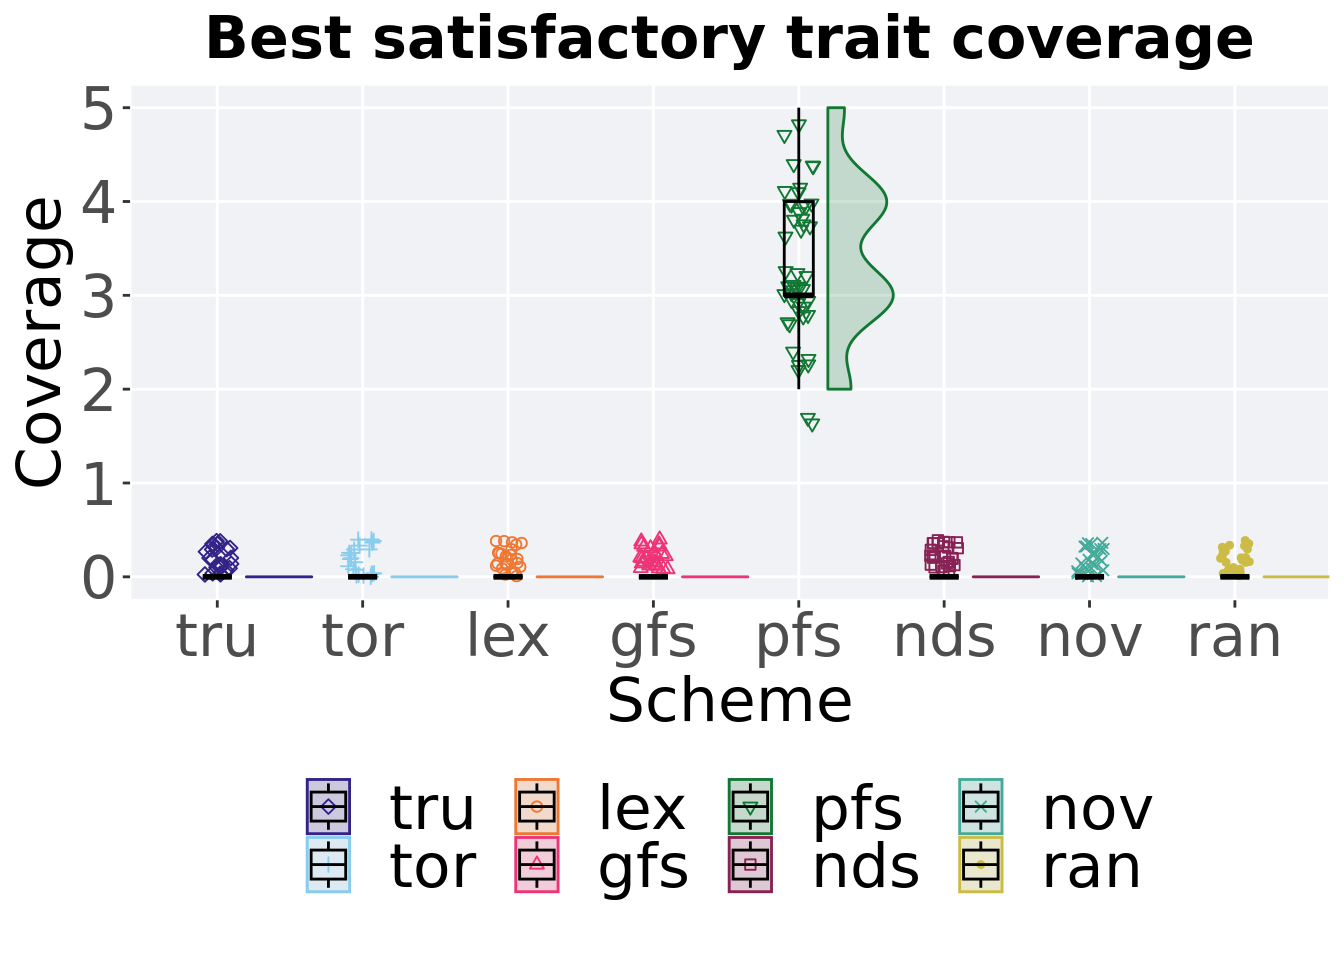 Best satisfactory trait coverage
Coverage
5
4
3
2
1
0
tru tor lex gfs pfs nds nov ran
Scheme
tru lex pfs nov
tor gfs nds ran